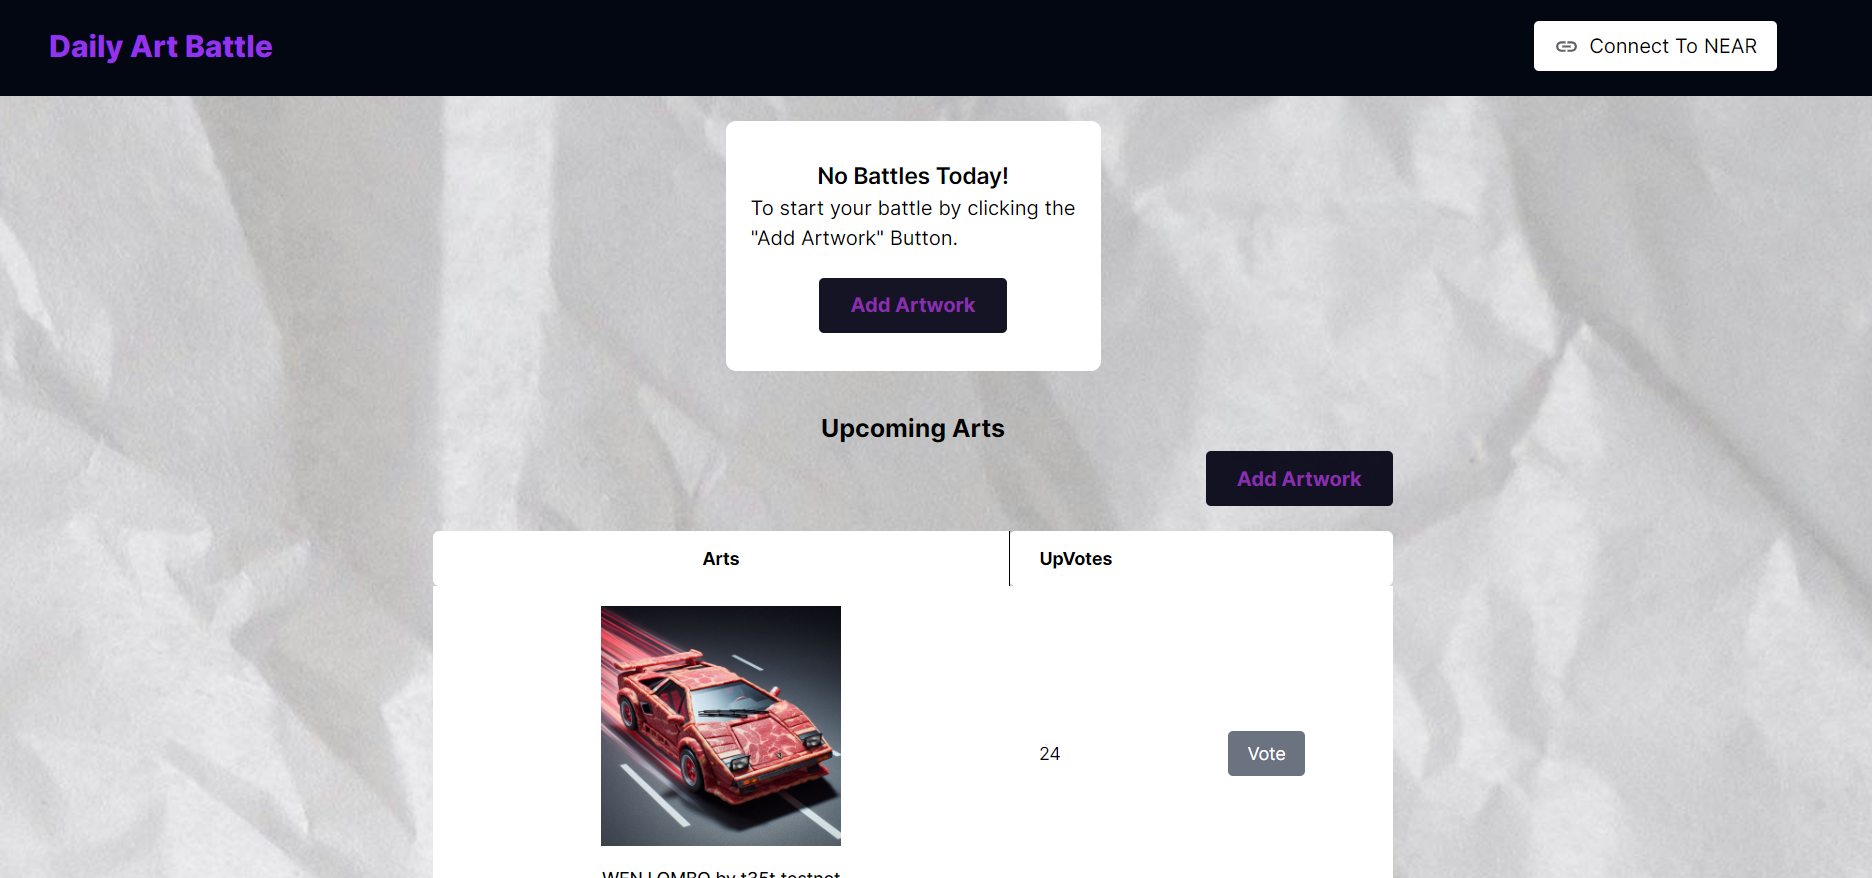 Daily Art Battle
Connect To NEAR
No Battles Today!
To start your battle by clicking the
"Add Artwork" Button.
Add Artwork
Upcoming Arts
Add Artwork
Arts
UpVotes
24
Vote
WEN LOMBO by t35t.testnet